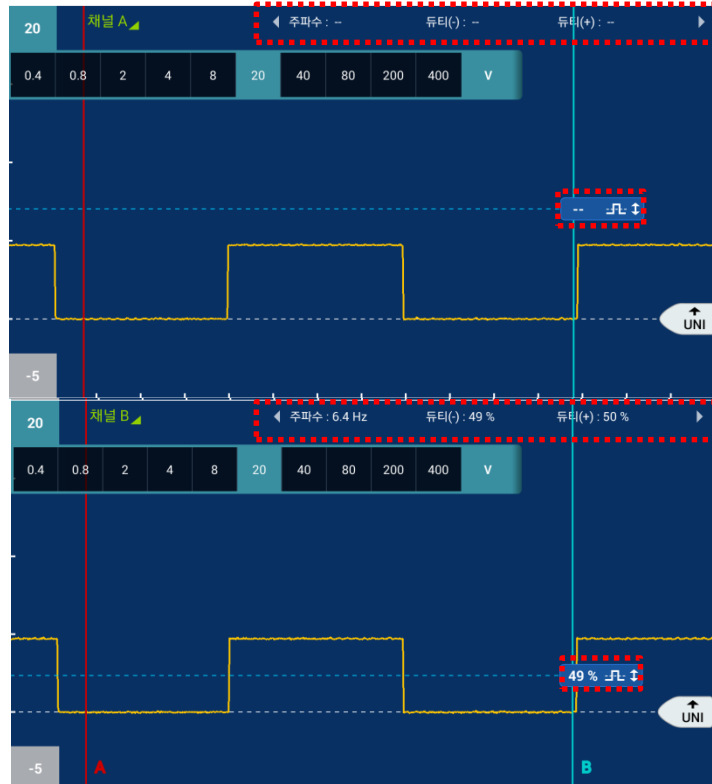 20 채널 A 주파수 : -- 듀티(-) : -- 듀티(+) : --
0.4 0.8 2 4 8 20 40 80 200 400 V
--
UNI
-5
20 채널 B 주파수 : 6.4 Hz 듀티(-) : 49 % 듀티(+) : 50 %
0.4 0.8 2 4 8 20 40 80 200 400 V
49 %
UNI
-5 A B